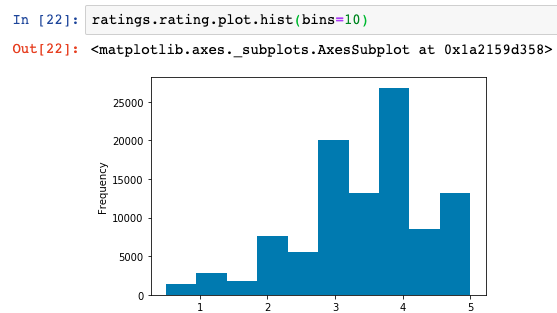 In [22]: ratings.rating.plot.hist(bins=10)
Out[22]: <matplotlib.axes._subplots.AxesSubplot at 0x1a2159d358>
25000
20000
15000
10000
5000
0
Frequency
1 2 3 4 5